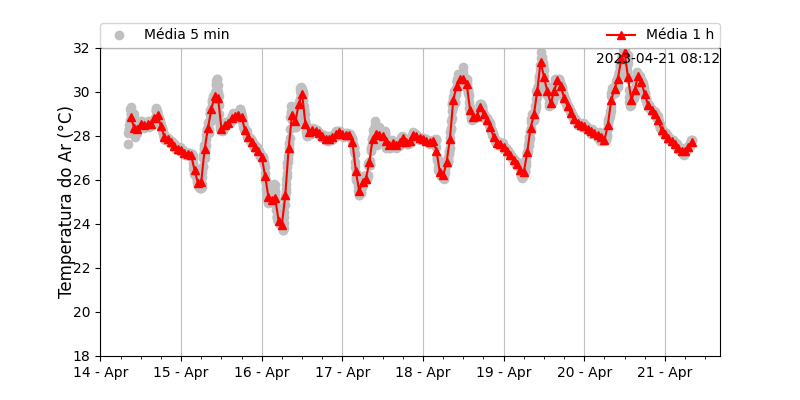 Média 5 min
Média 1 h
2023-04-21 08:12
Temperatura do Ar (°C)
32
30
28
26
24
22
20
18
14 - Apr
15 - Apr
16 - Apr
17 - Apr
18 - Apr
19 - Apr
20 - Apr
21 - Apr